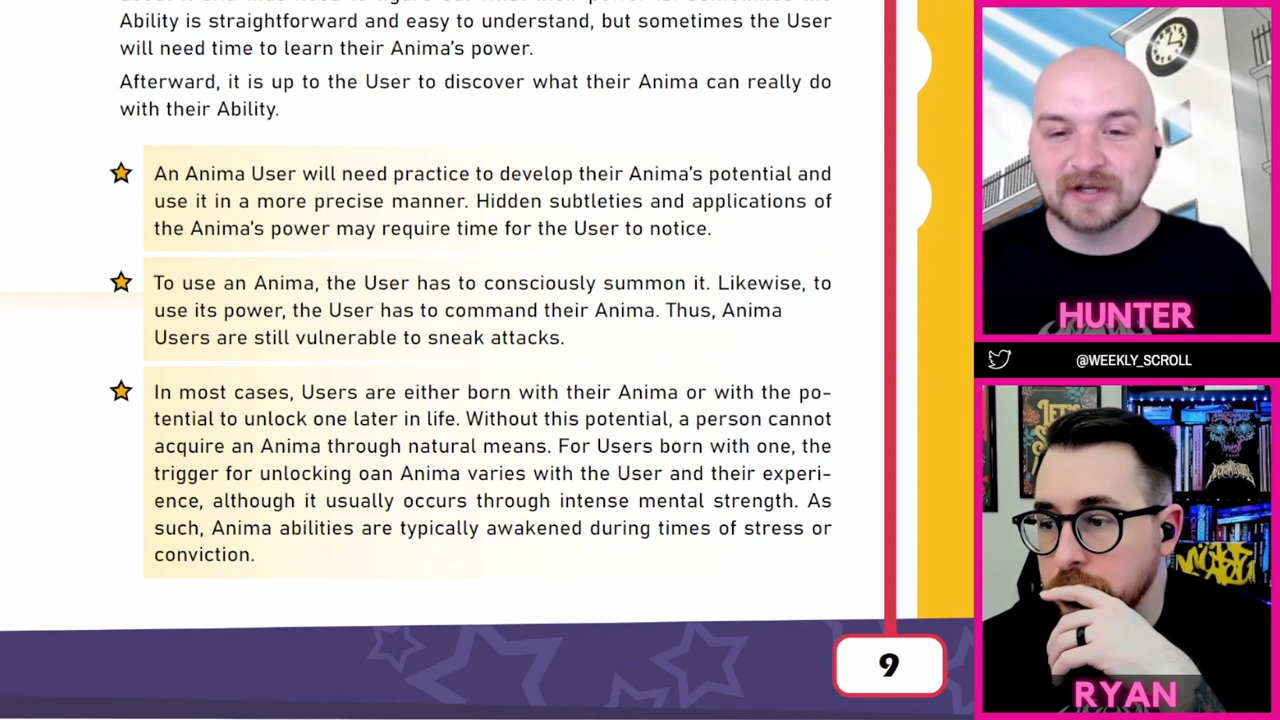 Ability is straightforward and easy to understand, but sometimes the User
will need time to learn their Anima's power.
Afterward, it is up to the User to discover what their Anima can really do
with their Ability.
An Anima User will need practice to develop their Anima's potential and
use it in a more precise manner. Hidden subtleties and applications of
the Anima's power may require time for the User to notice.
To use an Anima, the User has to consciously summon it. Likewise, to
use its power, the User has to command their Anima. Thus, Anima
Users are still vulnerable to sneak attacks.
In most cases, Users are either born with their Anima or with the po-
tential to unlock one later in life. Without this potential, a person cannot
acquire an Anima through natural means. For Users born with one, the
trigger for unlocking oan Anima varies with the User and their experi-
ence, although it usually occurs through intense mental strength. As
such, Anima abilities are typically awakened during times of stress or
conviction.
9
HUNTER
@WEEKLY_SCROLL
RYAN